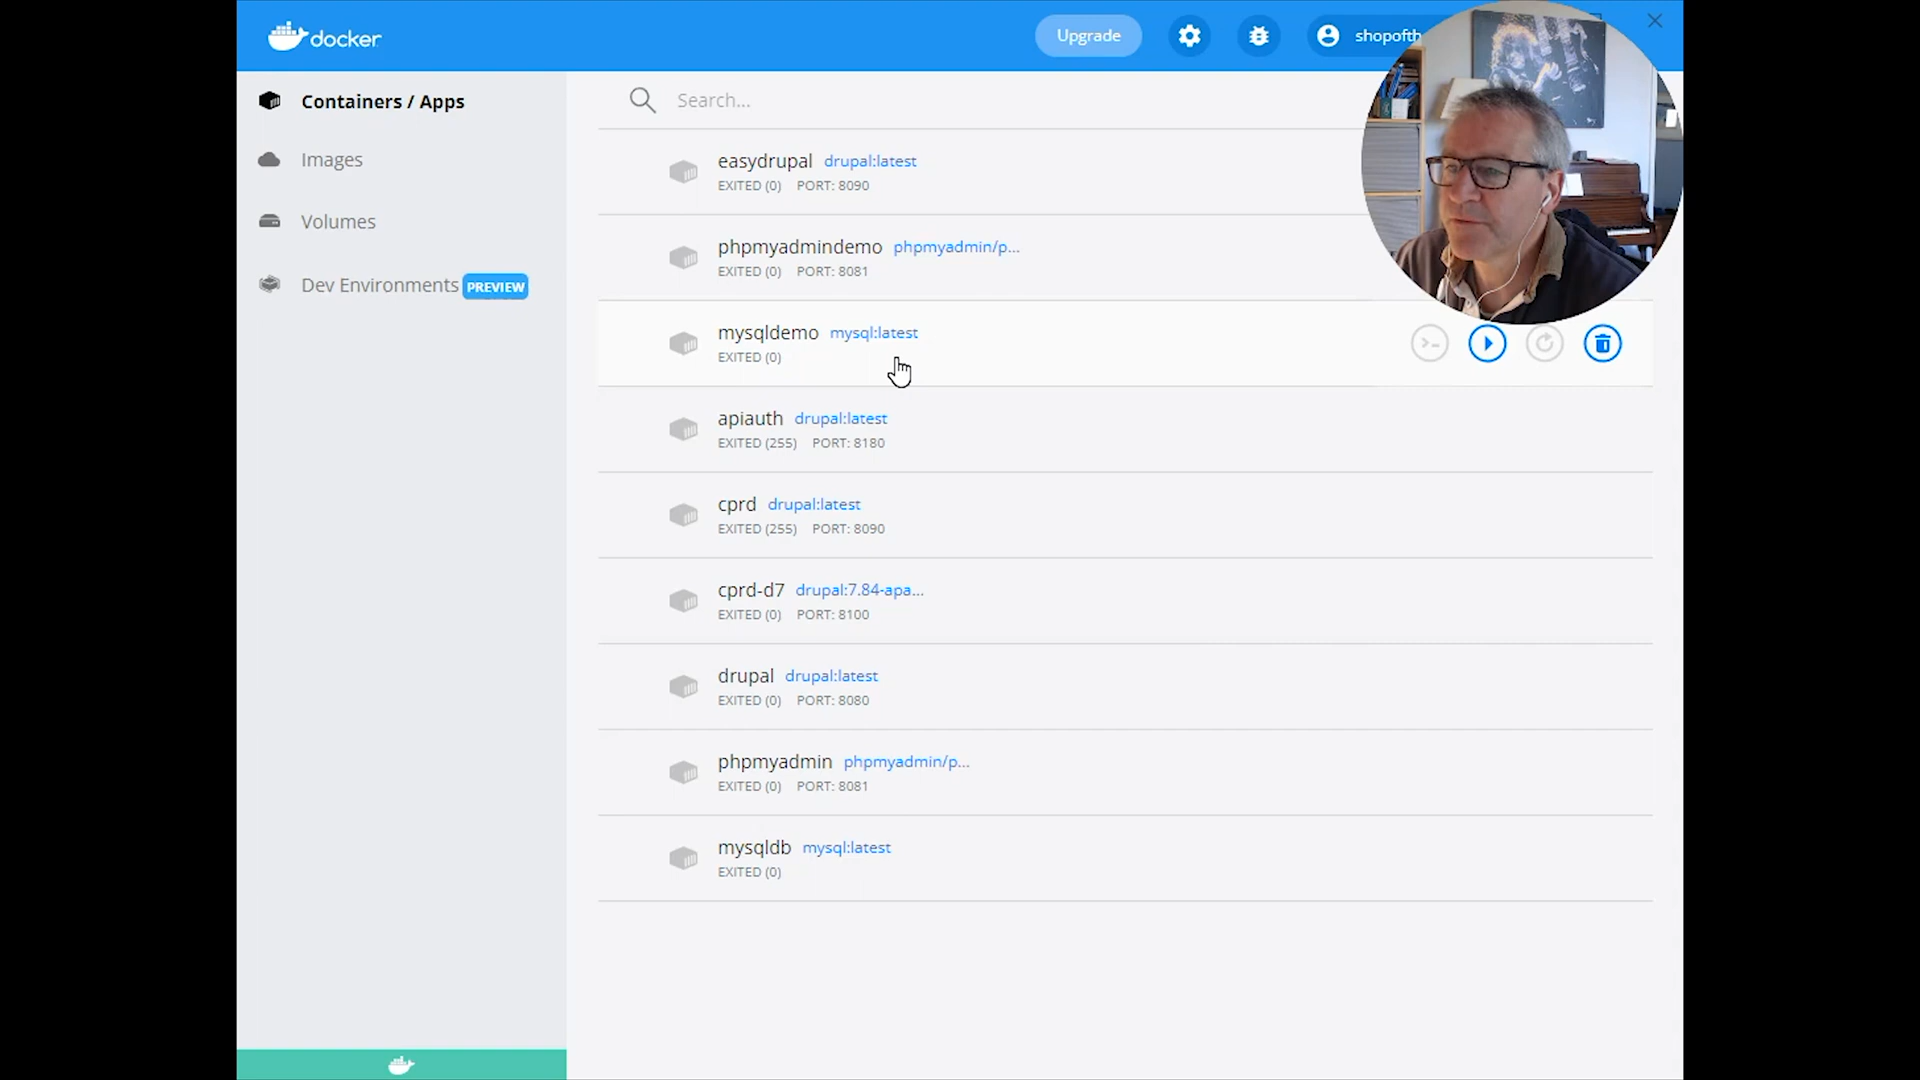 docker
Upgrade
shopofth
Containers / Apps
Images
Volumes
Dev Environments PREVIEW
Search...
easydrupal drupal:latest
EXITED (0) PORT: 8090
phpmyadmindemo phpmyadmin/p...
EXITED (0) PORT: 8081
mysqldemo mysql:latest
EXITED (0)
apiauth drupal:latest
EXITED (255) PORT: 8180
cprd drupal:latest
EXITED (255) PORT: 8090
cprd-d7 drupal:7.84-apa...
EXITED (0) PORT: 8100
drupal drupal:latest
EXITED (0) PORT: 8080
phpmyadmin phpmyadmin/p...
EXITED (0) PORT: 8081
mysqldb mysql:latest
EXITED (0)